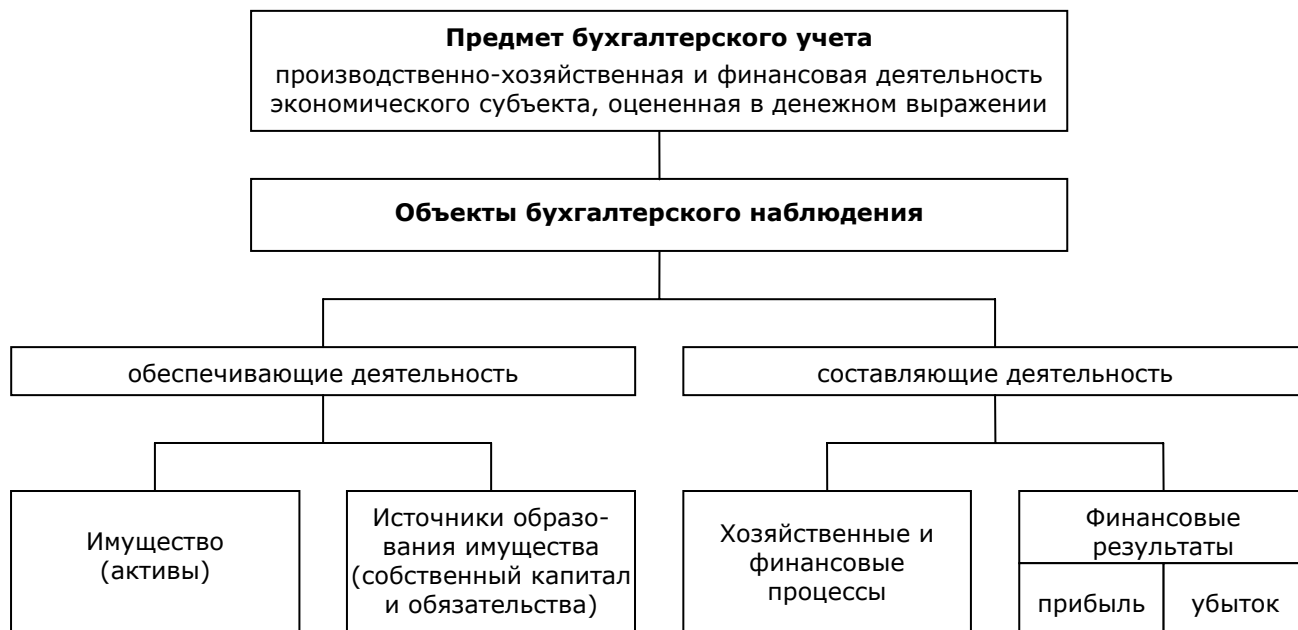 Предмет бухгалтерского учета
производственно-хозяйственная и финансовая деятельность
экономического субъекта, оцененная в денежном выражении
Объекты бухгалтерского наблюдения
обеспечивающие деятельность
составляющие деятельность
Имущество
(активы)
Источники образо-
вания имущества
(собственный капитал
и обязательства)
Хозяйственные и
финансовые
процессы
Финансовые
результаты
прибыль
убыток